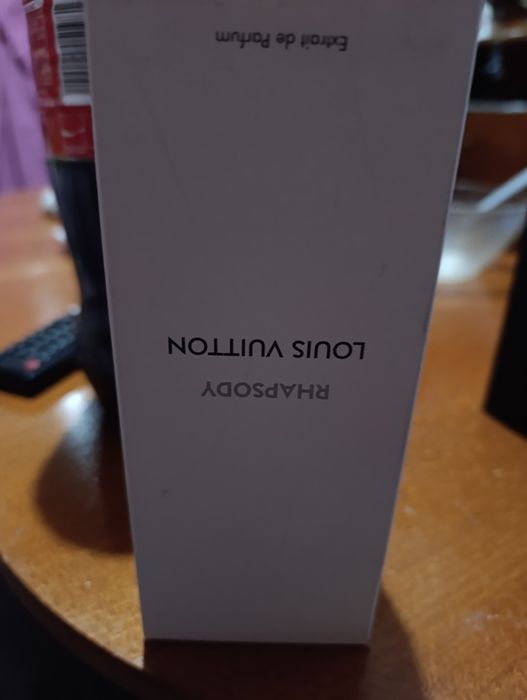 RHAPSODY
LOUIS VUITTON
Extrait de Parfum